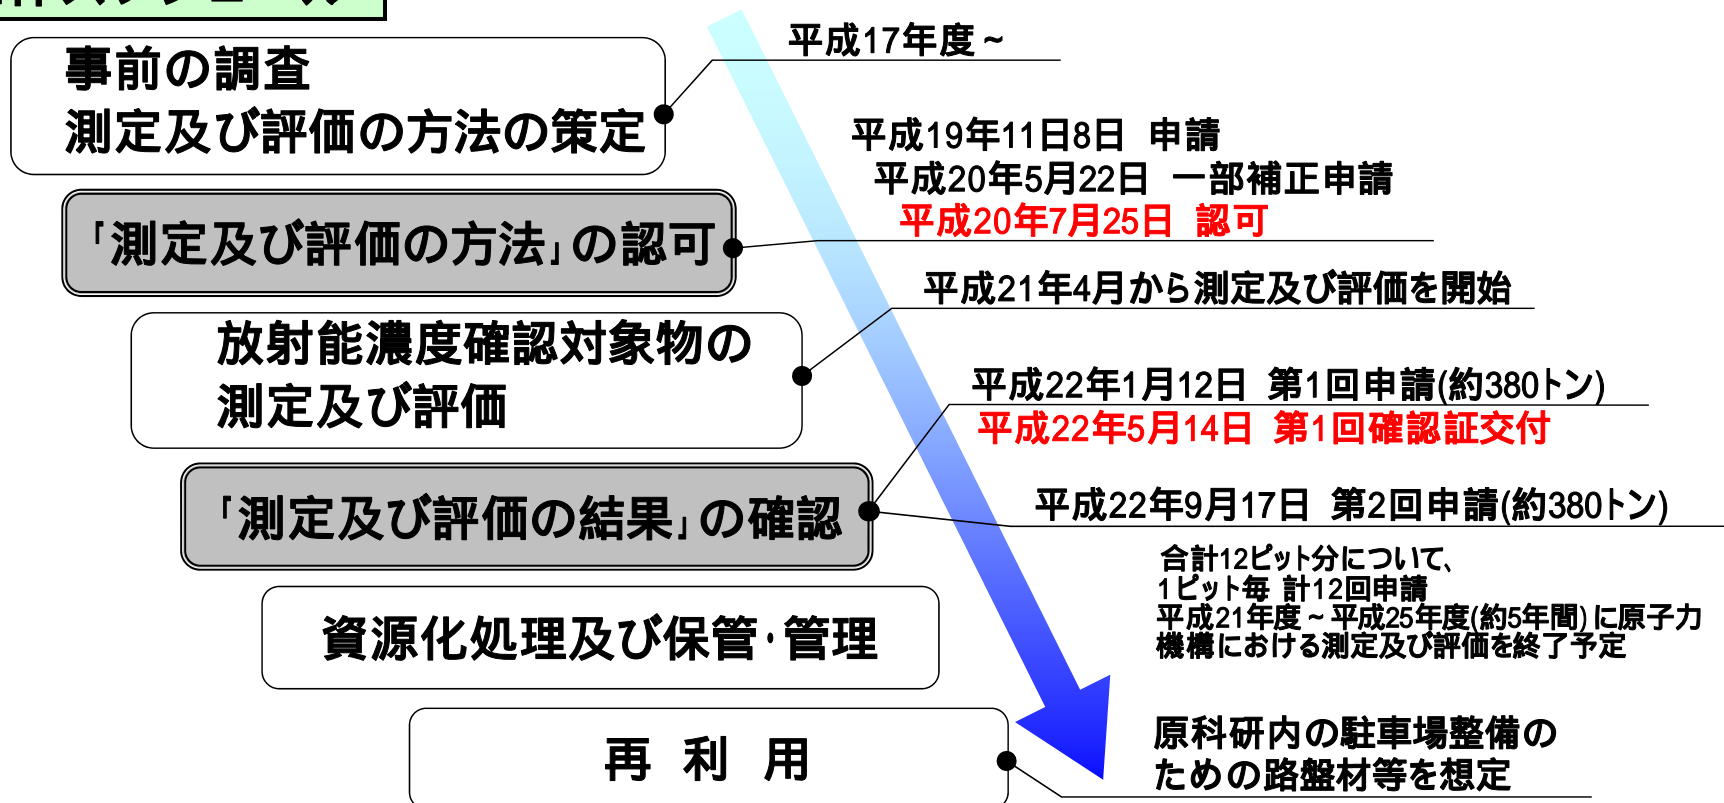 平成17年度～
事前の調査
測定及び評価の方法の策定
平成19年11日8日 申請
平成20年5月22日 一部補正申請
平成20年7月25日 認可
「測定及び評価の方法」の認可
平成21年4月から測定及び評価を開始
放射能濃度確認対象物の
測定及び評価
平成22年1月12日 第1回申請(約380トン)
平成22年5月14日 第1回確認証交付
「測定及び評価の結果」の確認
平成22年9月17日 第2回申請(約380トン)
合計12ピット分について、
1ピット毎 計12回申請
平成21年度～平成25年度(約5年間)に原子力
機構における測定及び評価を終了予定
資源化処理及び保管・管理
再 利 用
原科研内の駐車場整備の
ための路盤材等を想定